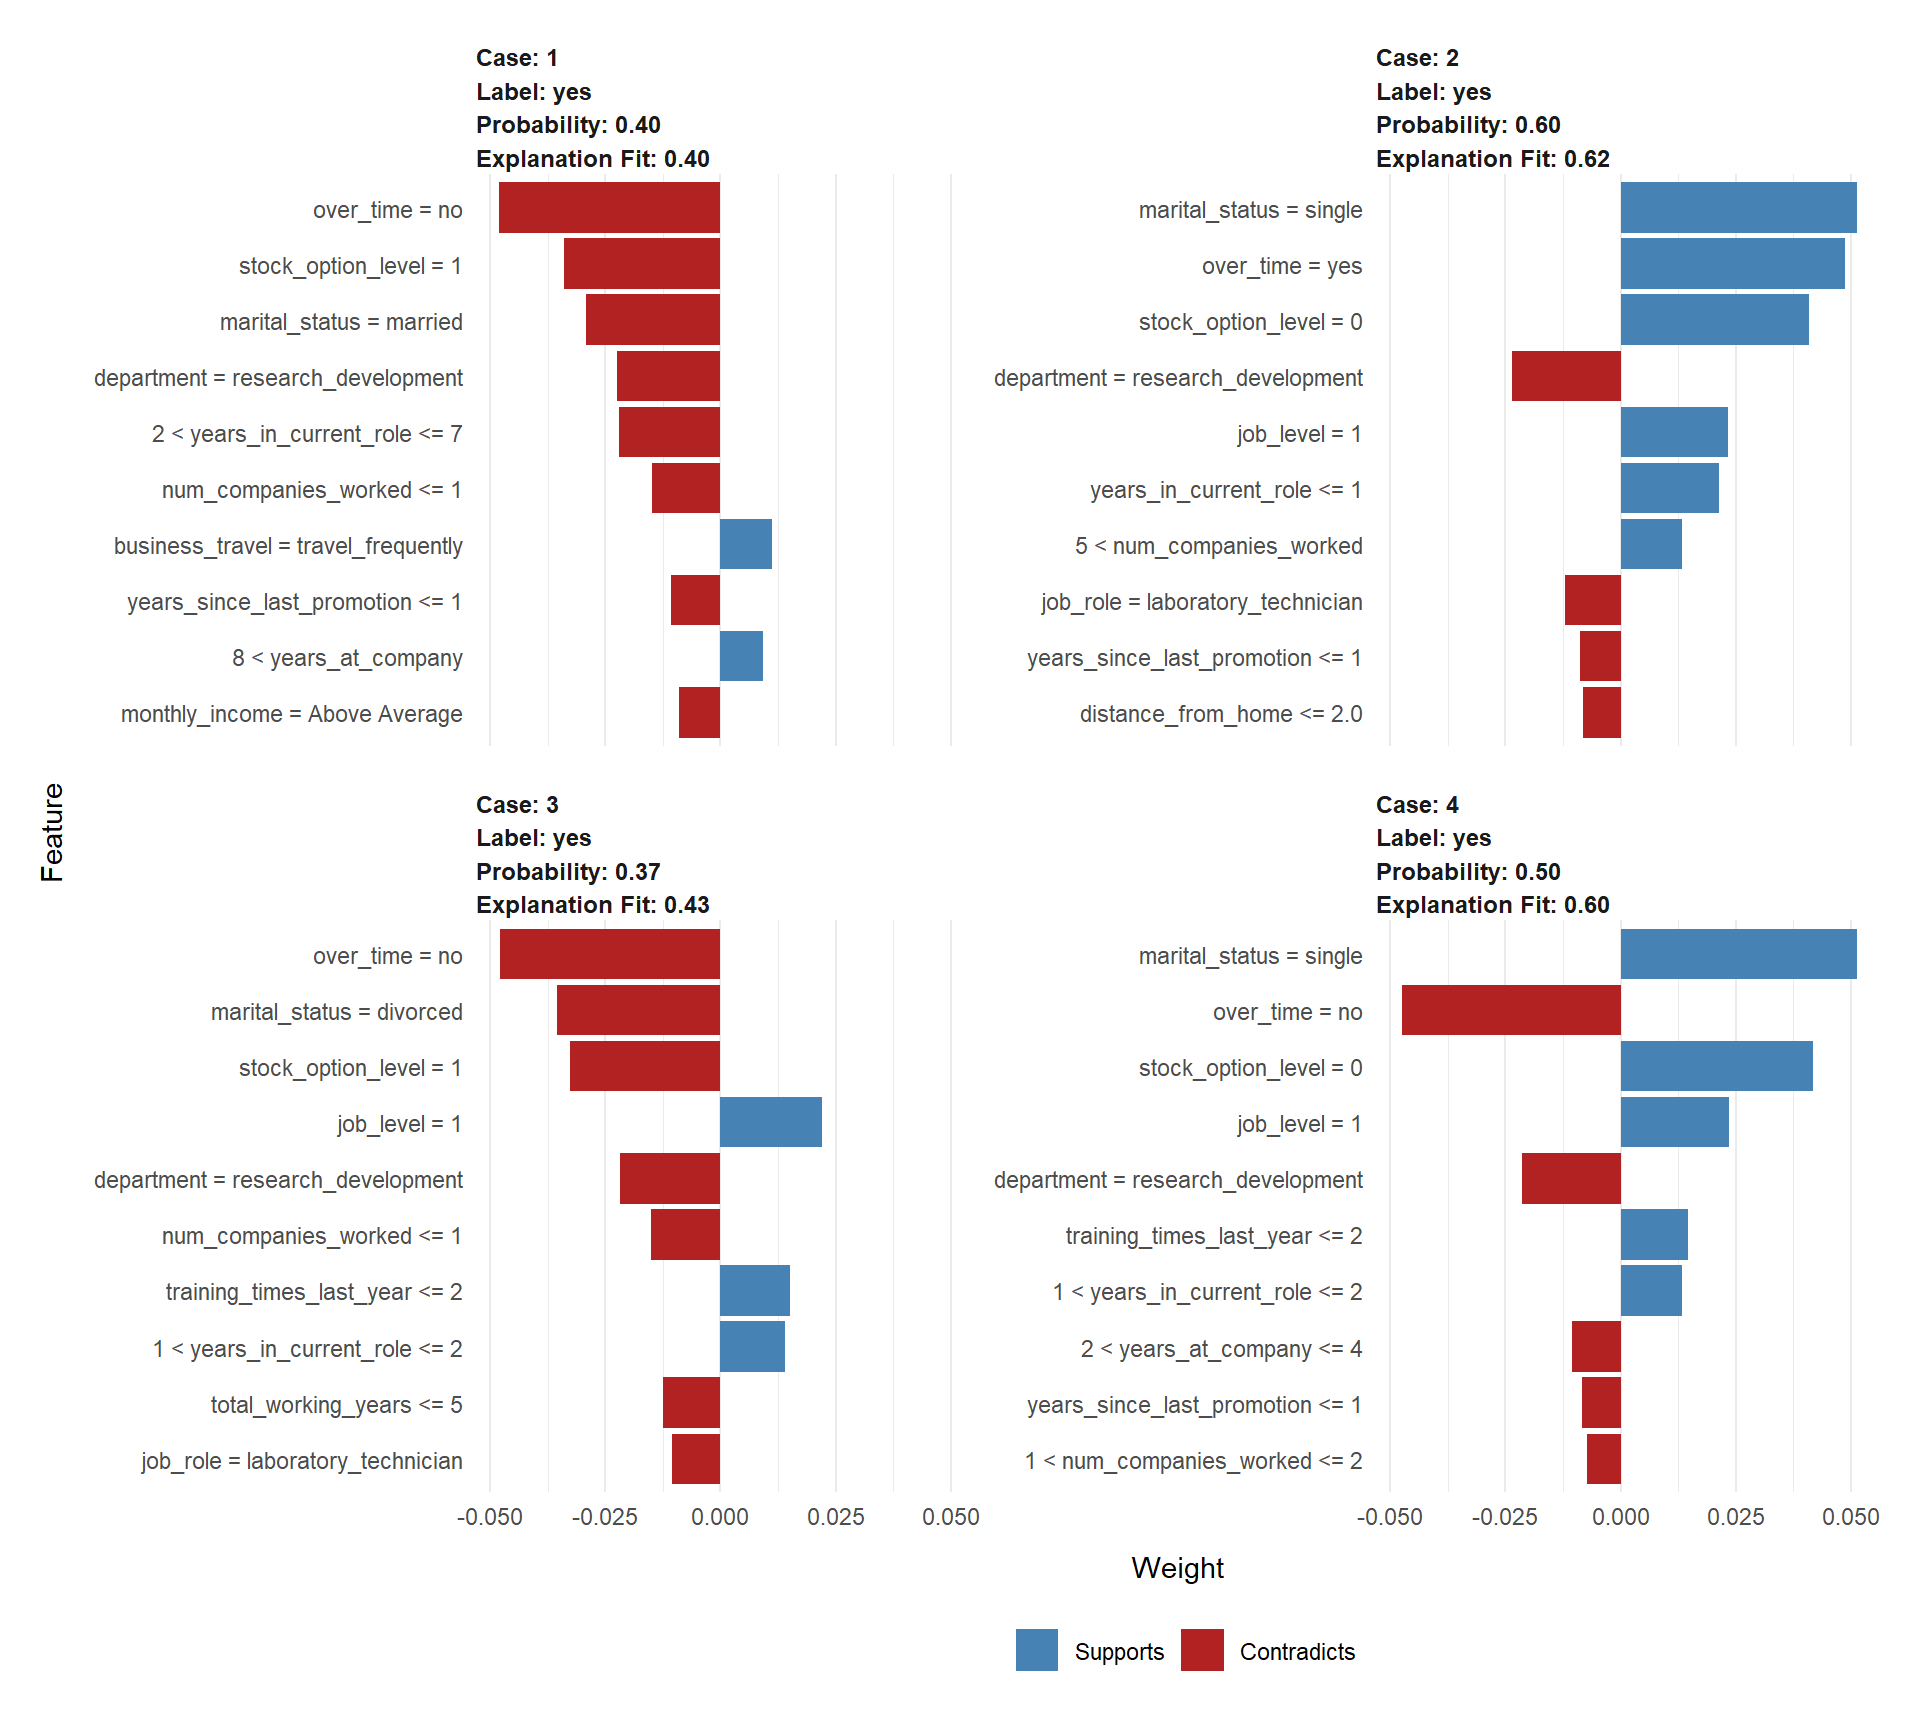 Case: 1
Label: yes
Probability: 0.40
Explanation Fit: 0.40
over_time = no
stock_option_level = 1
marital_status = married
department = research_development
2 < years_in_current_role <= 7
num_companies_worked <= 1
business_travel = travel_frequently
years_since_last_promotion <= 1
8 < years_at_company
monthly_income = Above Average
Case: 2
Label: yes
Probability: 0.60
Explanation Fit: 0.62
marital_status = single
over_time = yes
stock_option_level = 0
department = research_development
job_level = 1
years_in_current_role <= 1
5 < num_companies_worked
job_role = laboratory_technician
years_since_last_promotion <= 1
distance_from_home <= 2.0
Feature
Case: 3
Label: yes
Probability: 0.37
Explanation Fit: 0.43
over_time = no
marital_status = divorced
stock_option_level = 1
job_level = 1
department = research_development
num_companies_worked <= 1
training_times_last_year <= 2
1 < years_in_current_role <= 2
total_working_years <= 5
job_role = laboratory_technician
-0.050 -0.025 0.000 0.025 0.050
Case: 4
Label: yes
Probability: 0.50
Explanation Fit: 0.60
marital_status = single
over_time = no
stock_option_level = 0
job_level = 1
department = research_development
training_times_last_year <= 2
1 < years_in_current_role <= 2
2 < years_at_company <= 4
years_since_last_promotion <= 1
1 < num_companies_worked <= 2
-0.050 -0.025 0.000 0.025 0.050
Weight
Supports Contradicts